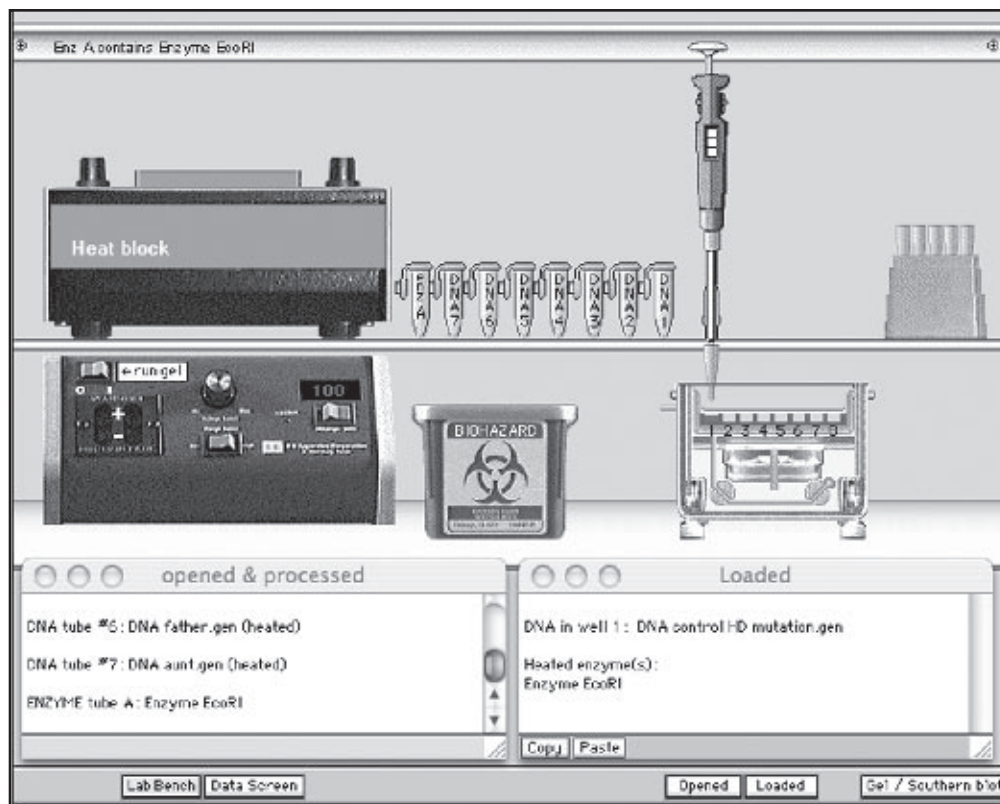 Enz A contains Enzyme EcoRI
Heat block
Enz A
DNA 7
DNA 6
DNA 5
DNA 4
DNA 3
DNA 2
DNA 1
←run gel
100
+
-
BIOHAZARD
2 3 4 5 6 7 8
opened & processed
DNA tube #6: DNA father.gen (heated)
DNA tube #7: DNA aunt.gen (heated)
ENZYME tube A: Enzyme EcoRI
Loaded
DNA in well 1: DNA control HD mutation.gen
Heated enzyme(s):
Enzyme EcoRI
Copy Paste
Lab Bench Data Screen
Opened Loaded Gel / Southern blot